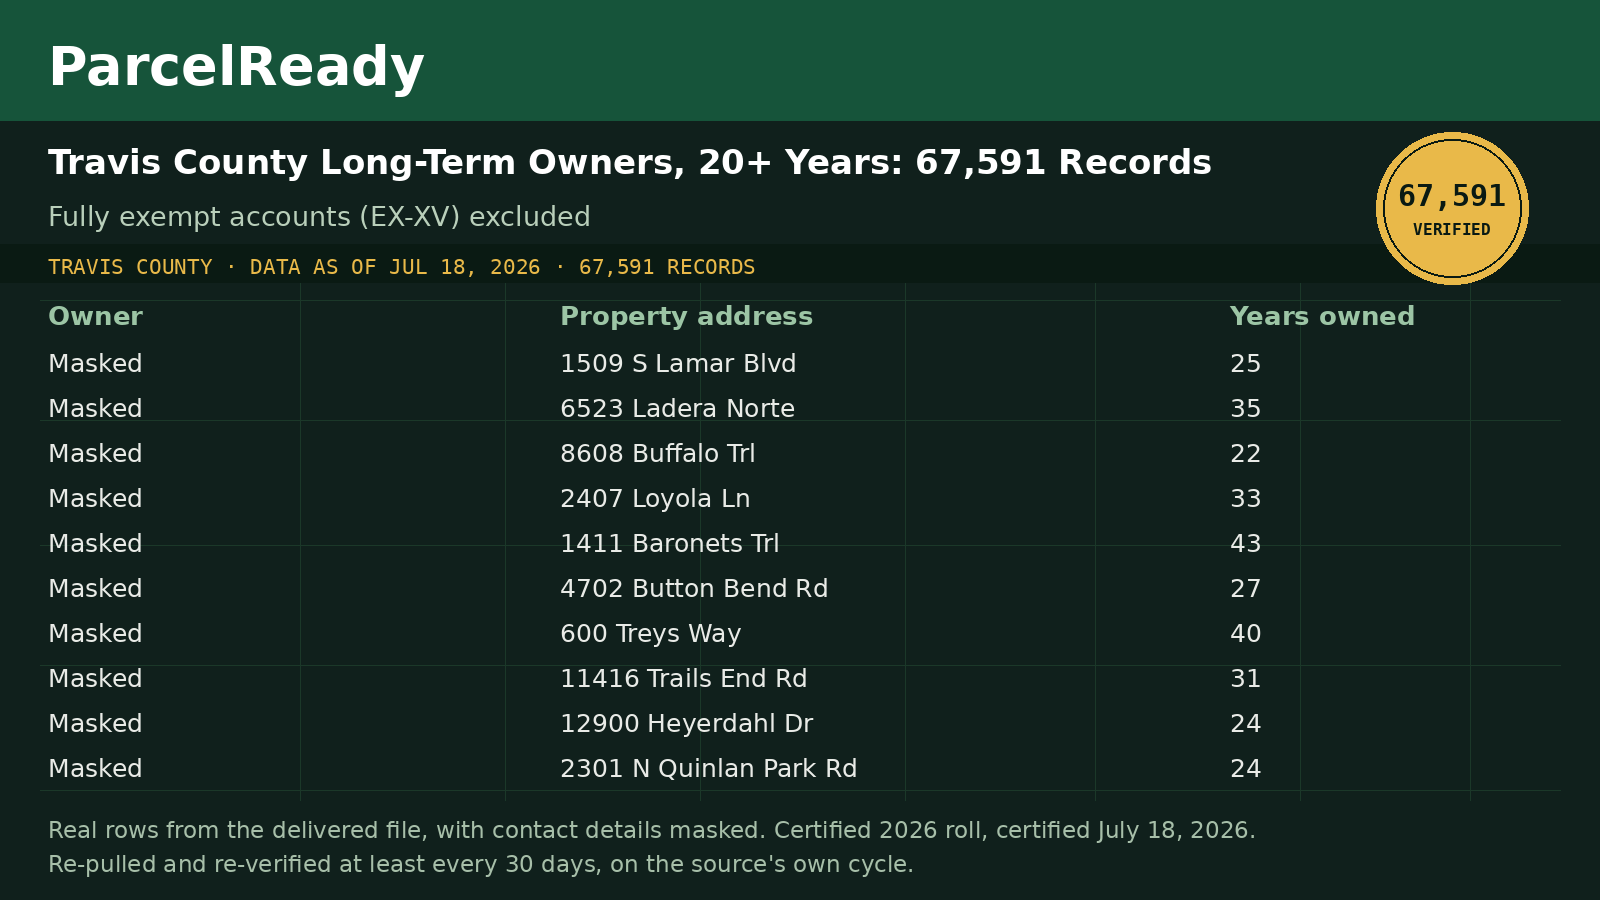 ParcelReady
Travis County Long-Term Owners, 20+ Years: 67,591 Records
Fully exempt accounts (EX-XV) excluded
67,591
VERIFIED
TRAVIS COUNTY · DATA AS OF JUL 18, 2026 · 67,591 RECORDS
Owner Property address Years owned
Masked 1509 S Lamar Blvd 25
Masked 6523 Ladera Norte 35
Masked 8608 Buffalo Trl 22
Masked 2407 Loyola Ln 33
Masked 1411 Baronets Trl 43
Masked 4702 Button Bend Rd 27
Masked 600 Treys Way 40
Masked 11416 Trails End Rd 31
Masked 12900 Heyerdahl Dr 24
Masked 2301 N Quinlan Park Rd 24
Real rows from the delivered file, with contact details masked. Certified 2026 roll, certified July 18, 2026.
Re-pulled and re-verified at least every 30 days, on the source's own cycle.